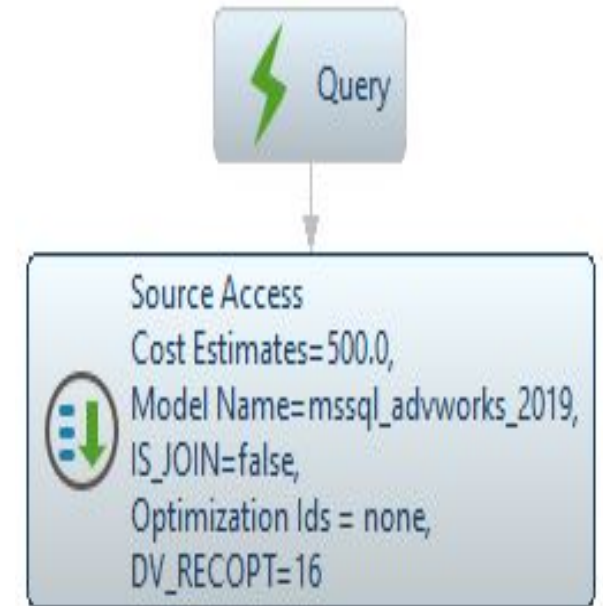 Query
Source Access
Cost Estimates=500.0,
Model Name=mssql_advworks_2019,
IS_JOIN=false,
Optimization Ids = none,
DV_RECOPT=16